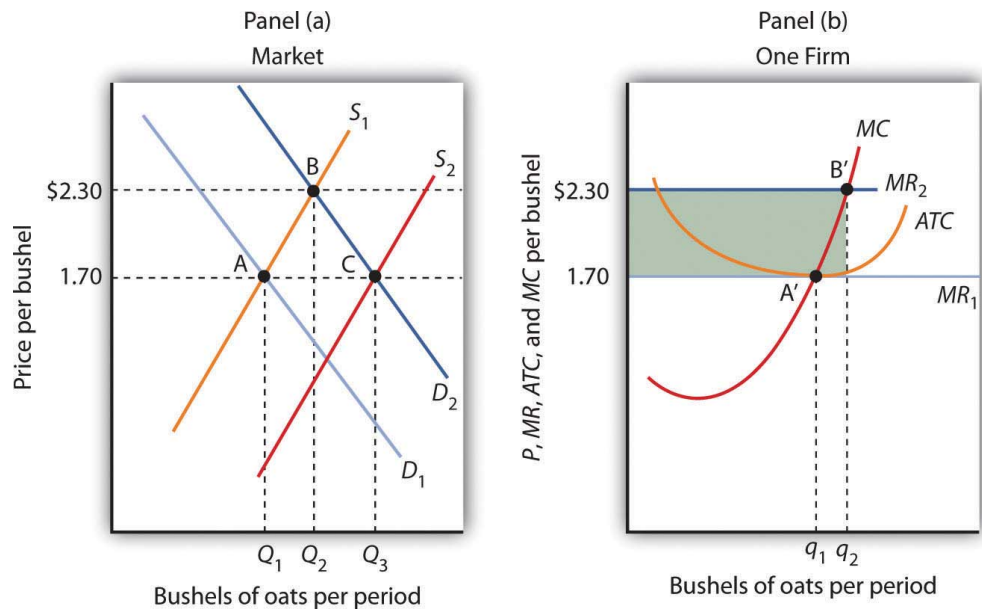 Panel (a)
Market
Price per bushel
$2.30
1.70
S1
S2
B
A
C
D2
D1
Q1
Q2
Q3
Bushels of oats per period
Panel (b)
One Firm
P, MR, ATC, and MC per bushel
$2.30
1.70
MC
B’
MR2
ATC
A’
MR1
q1
q2
Bushels of oats per period